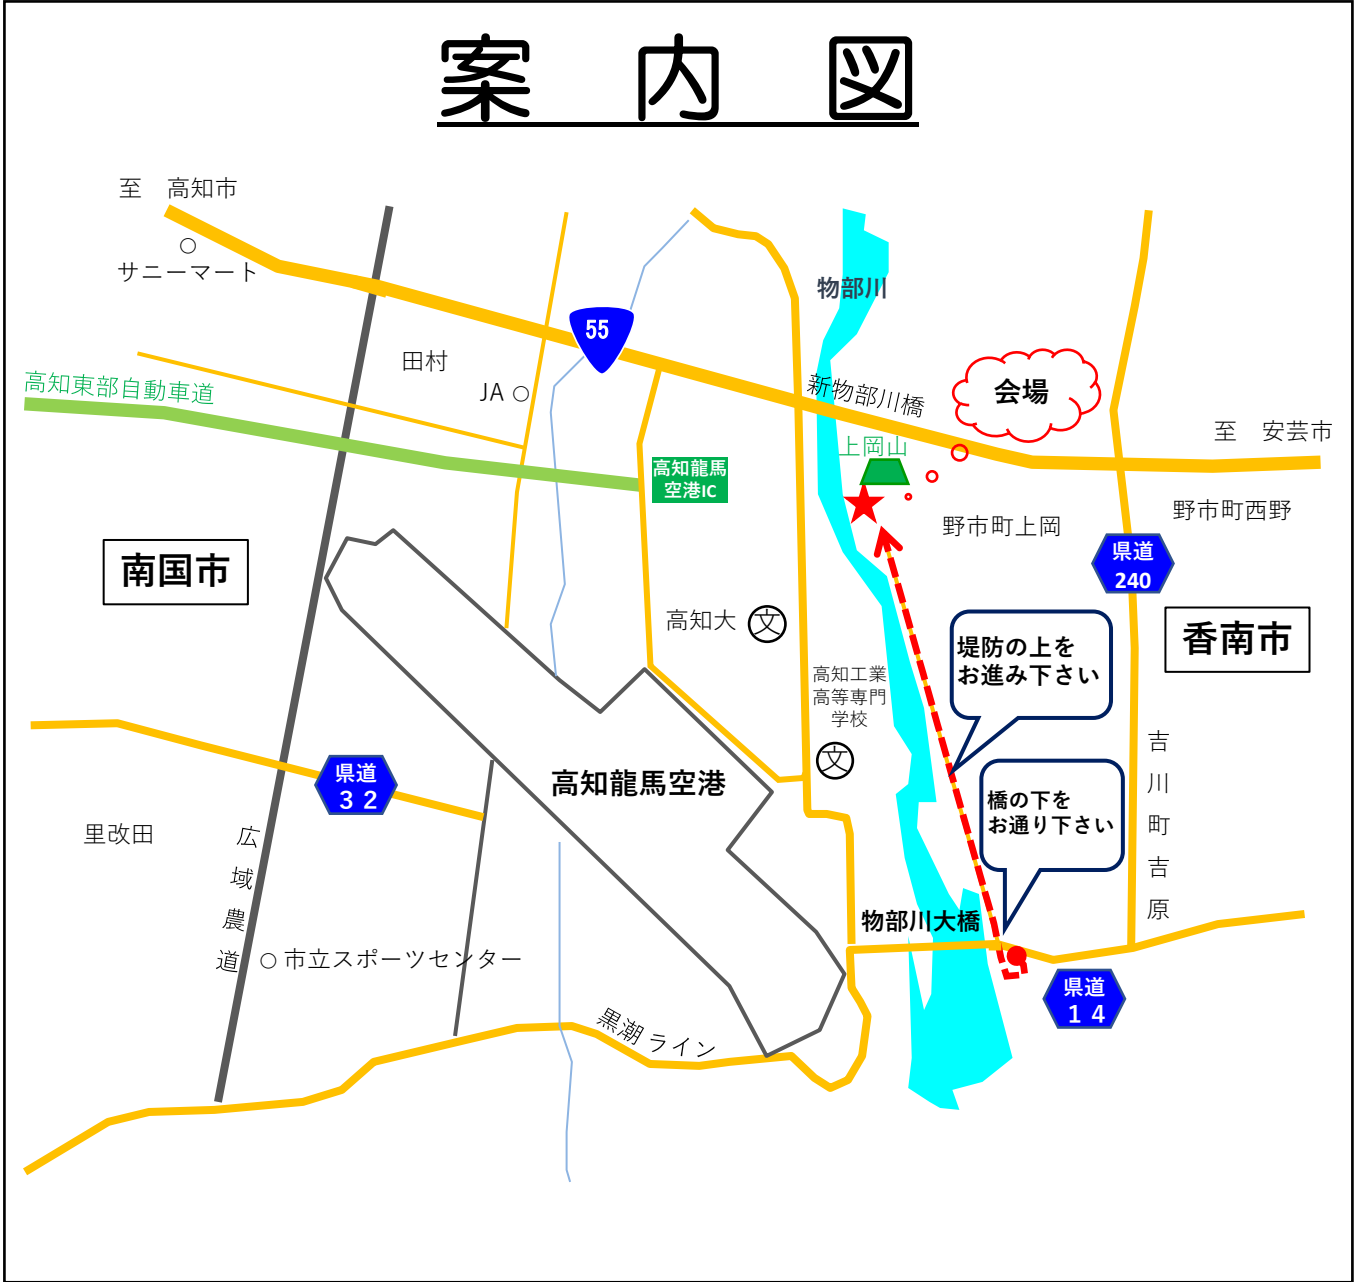 案内図
至　高知市
サニーマート
物部川
55
田村
高知東部自動車道
JA
新物部川橋
会場
至　安芸市
上岡山
高知龍馬
空港IC
野市町上岡
野市町西野
南国市
県道
240
高知大
文
香南市
堤防の上を
お進み下さい
高知工業
高等専門
学校
文
吉川町吉原
県道
３２
高知龍馬空港
橋の下を
お通り下さい
里改田
広域農道
物部川大橋
市立スポーツセンター
県道
１４
黒潮ライン